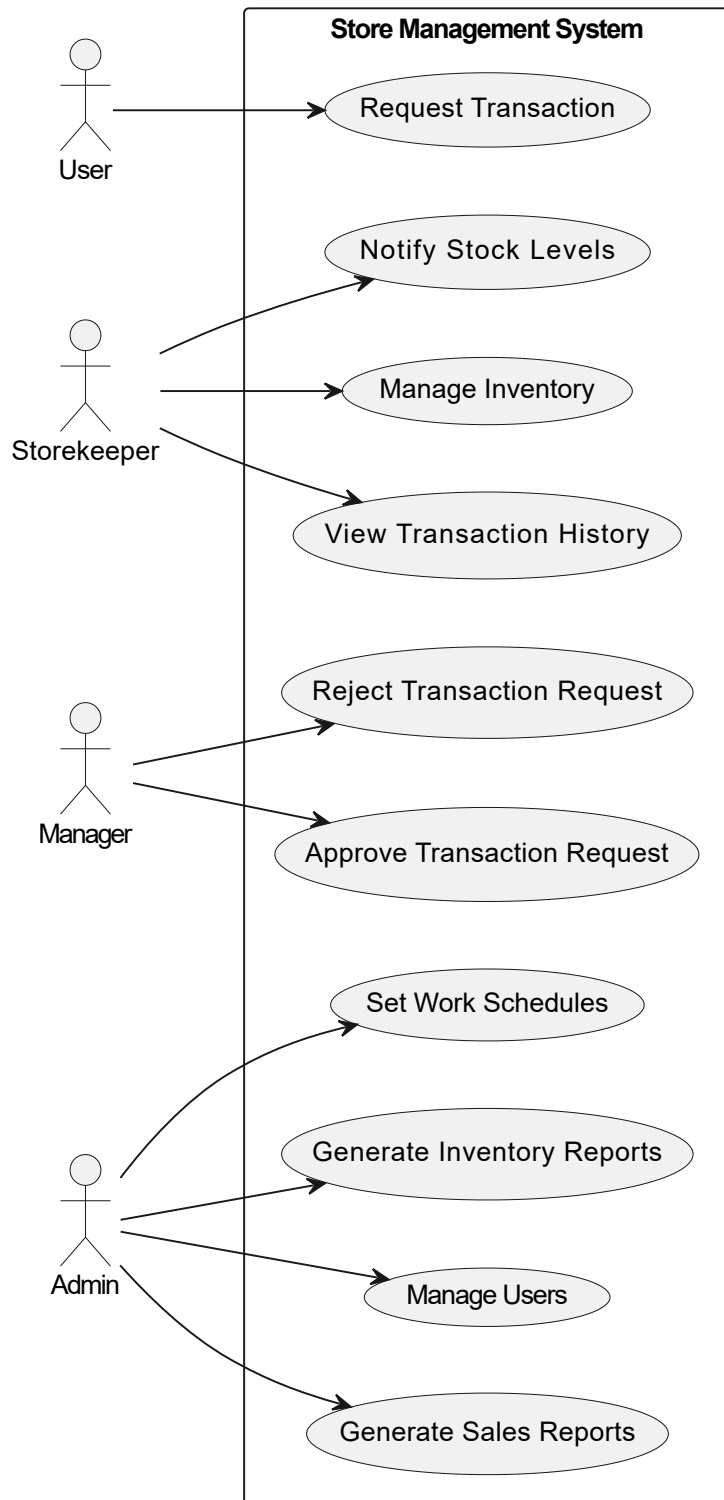 Store Management System
Request Transaction
User
Notify Stock Levels
Manage Inventory
Storekeeper
View Transaction History
Reject Transaction Request
Manager
Approve Transaction Request
Set Work Schedules
Generate Inventory Reports
Admin
Manage Users
Generate Sales Reports